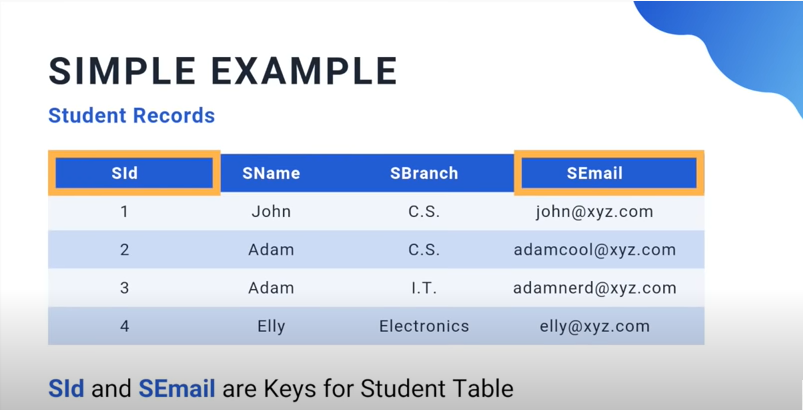 SIMPLE EXAMPLE
Student Records
SId SName SBranch SEmail
1 John C.S. john@xyz.com
2 Adam C.S. adamcool@xyz.com
3 Adam I.T. adamnerd@xyz.com
4 Elly Electronics elly@xyz.com
SId and SEmail are Keys for Student Table